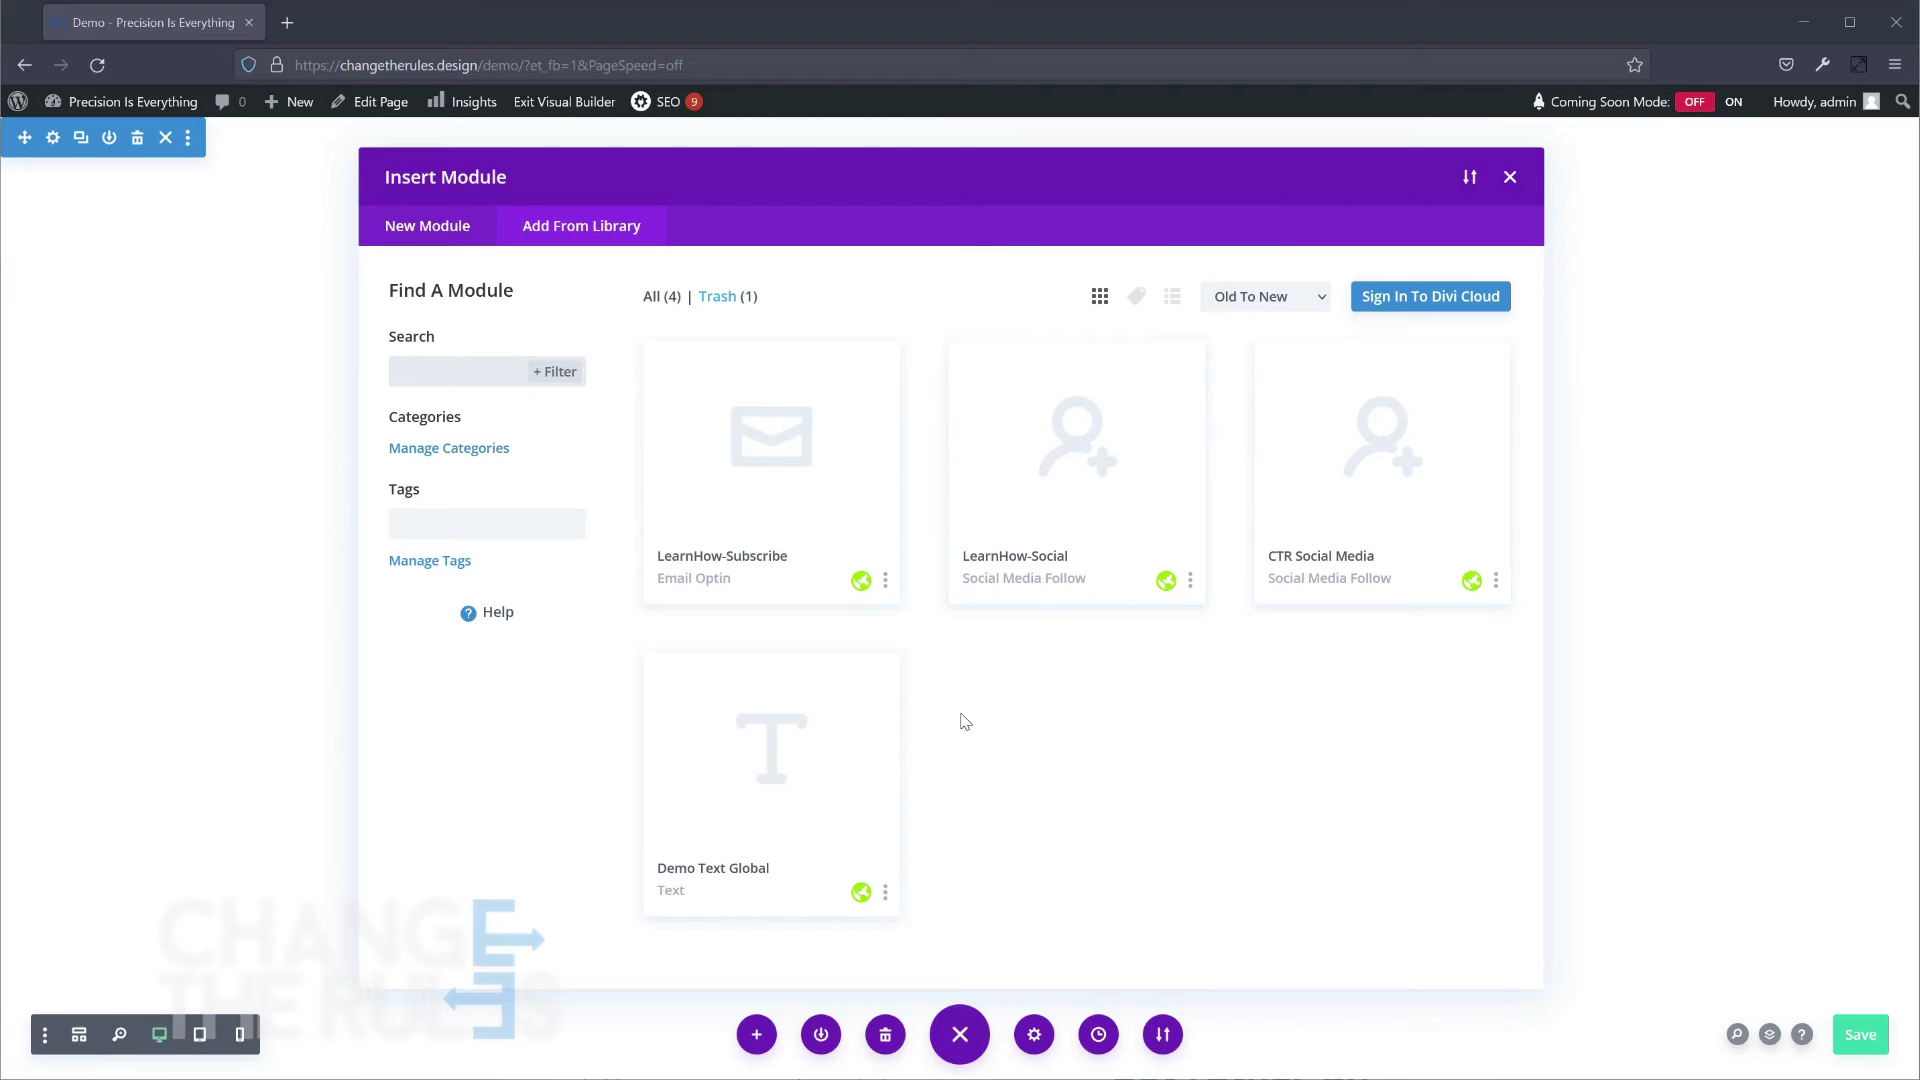 Demo - Precision Is Everything
https://changetherules.design/demo/?et_fb=1&PageSpeed=off
Precision Is Everything 0 New Edit Page Insights Exit Visual Builder SEO 9 Coming Soon Mode: OFF ON Howdy, admin
Insert Module
New Module Add From Library
Find A Module
All (4) | Trash (1) Old To New Sign In To Divi Cloud
Search
+ Filter
Categories
Manage Categories
Tags
Manage Tags
Help
LearnHow-Subscribe
Email Optin
LearnHow-Social
Social Media Follow
CTR Social Media
Social Media Follow
Demo Text Global
Text
CHANGE
THE RULES
Save